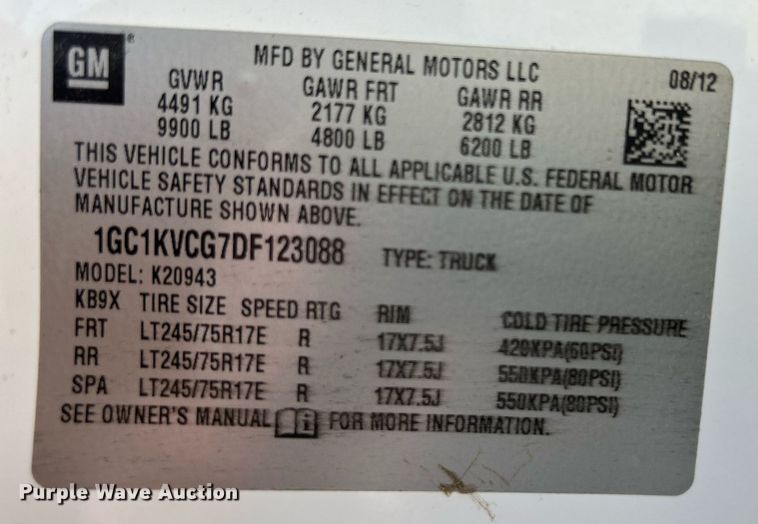 GM®
MFD BY GENERAL MOTORS LLC 08/12
GVWR GAWR FRT GAWR RR
4491 KG 2177 KG 2812 KG
9900 LB 4800 LB 6200 LB
THIS VEHICLE CONFORMS TO ALL APPLICABLE U.S. FEDERAL MOTOR
VEHICLE SAFETY STANDARDS IN EFFECT ON THE DATE OF
MANUFACTURE SHOWN ABOVE.
1GC1KVCG7DF123088 TYPE: TRUCK
MODEL: K20943
KB9X TIRE SIZE SPEED RTG RIM COLD TIRE PRESSURE
FRT LT245/75R17E R 17X7.5J 420KPA(60PSI)
RR LT245/75R17E R 17X7.5J 550KPA(80PSI)
SPA LT245/75R17E R 17X7.5J 550KPA(80PSI)
SEE OWNER'S MANUAL FOR MORE INFORMATION.
Purple Wave Auction